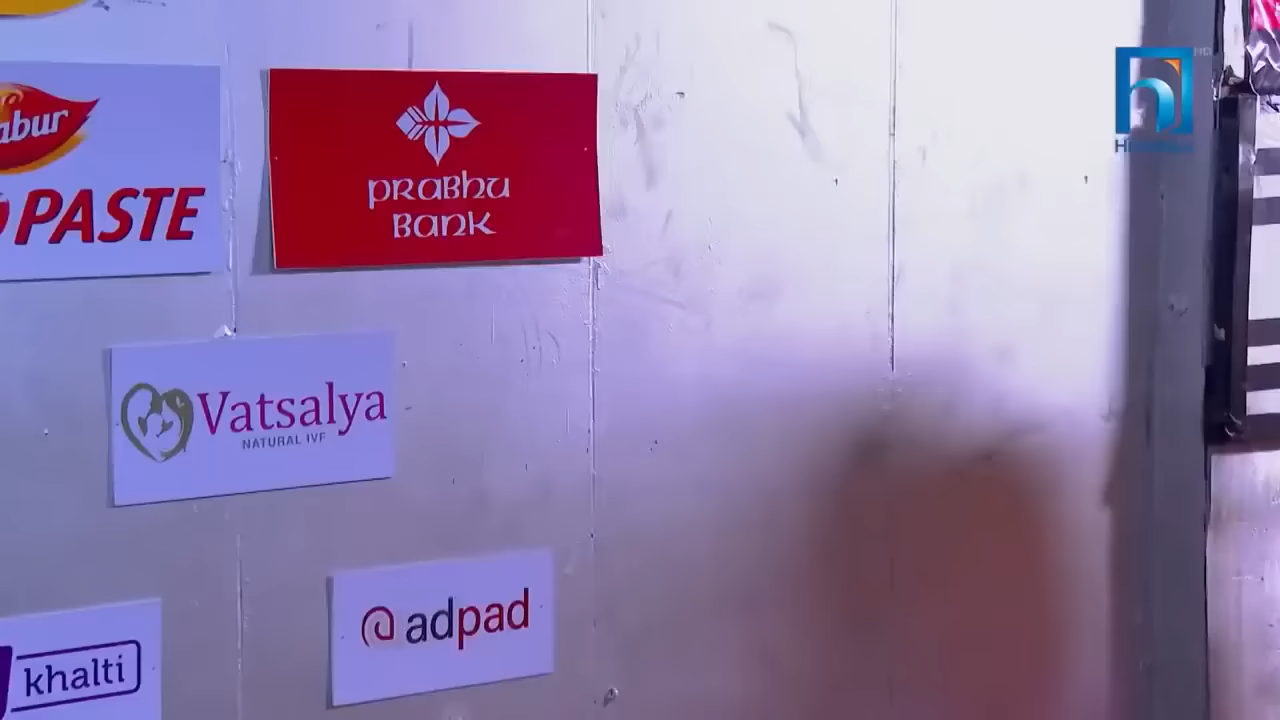 abur
PASTE
PRABHU
BANK
Vatsalya
NATURAL IVF
adpad
khalti